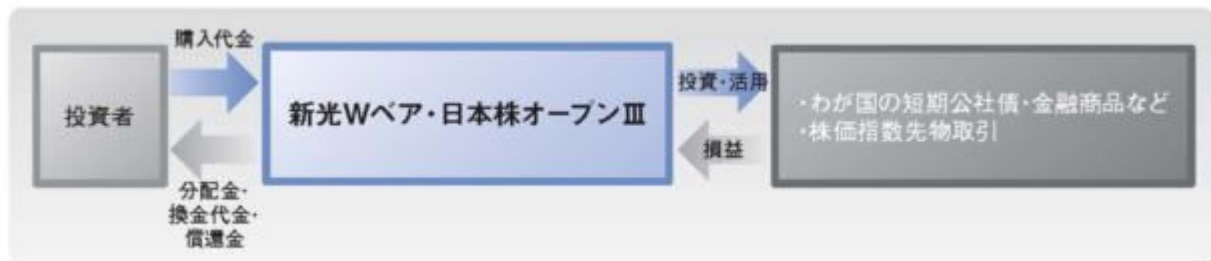 購入代金
投資者
分配金・
換金代金・
償還金
新光Wベア・日本株オープンⅢ
投資・活用
損益
・わが国の短期公社債・金融商品など
・株価指数先物取引